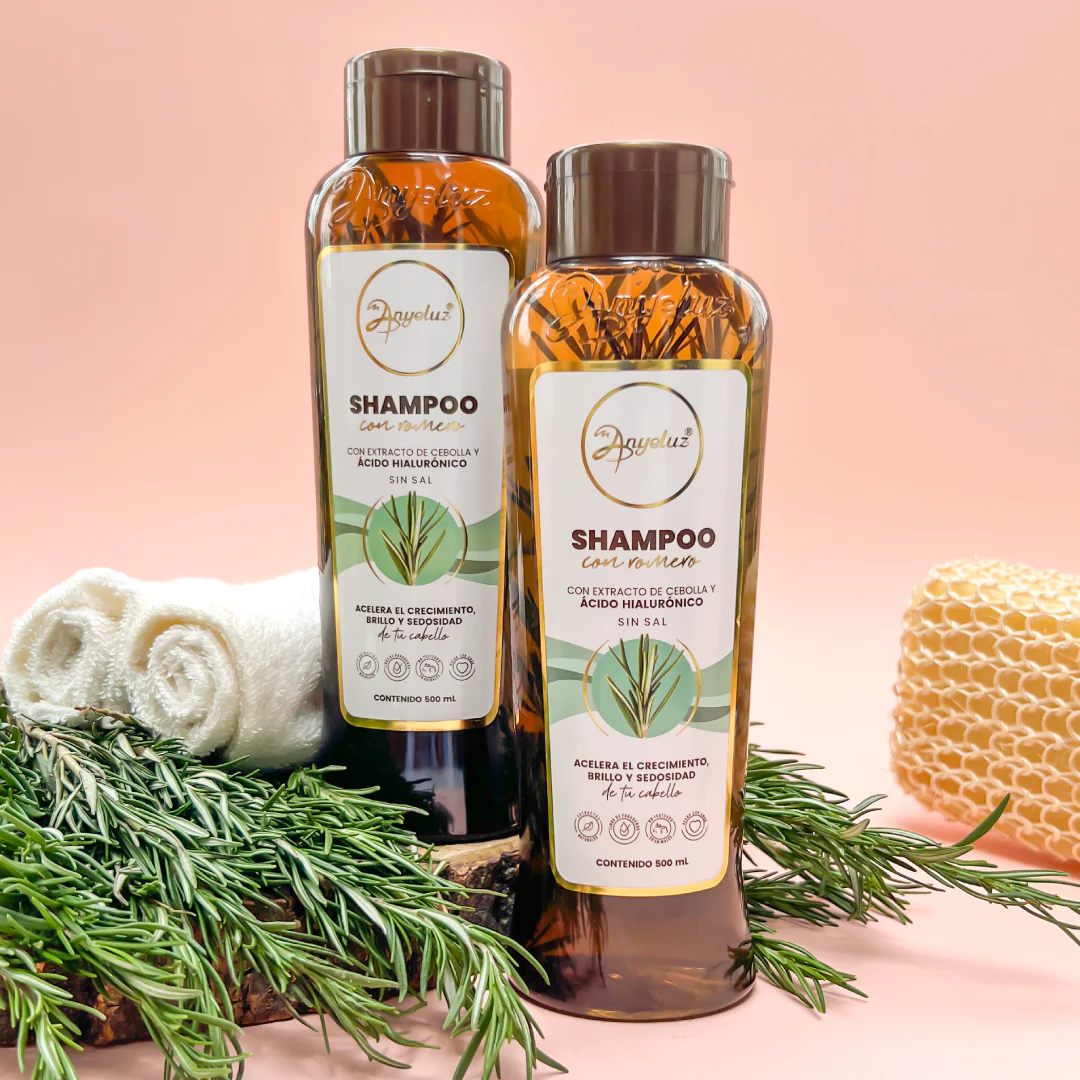 Anyeluz
Anyeluz®
SHAMPOO
con romero
CON EXTRACTO DE CEBOLLA Y
ÁCIDO HIALURÓNICO
SIN SAL
ACELERA EL CRECIMIENTO,
BRILLO Y SEDOSIDAD
de tu cabello
CONTENIDO 500 mL
Anyeluz
Anyeluz®
SHAMPOO
con romero
CON EXTRACTO DE CEBOLLA Y
ÁCIDO HIALURÓNICO
SIN SAL
ACELERA EL CRECIMIENTO,
BRILLO Y SEDOSIDAD
de tu cabello
CONTENIDO 500 mL